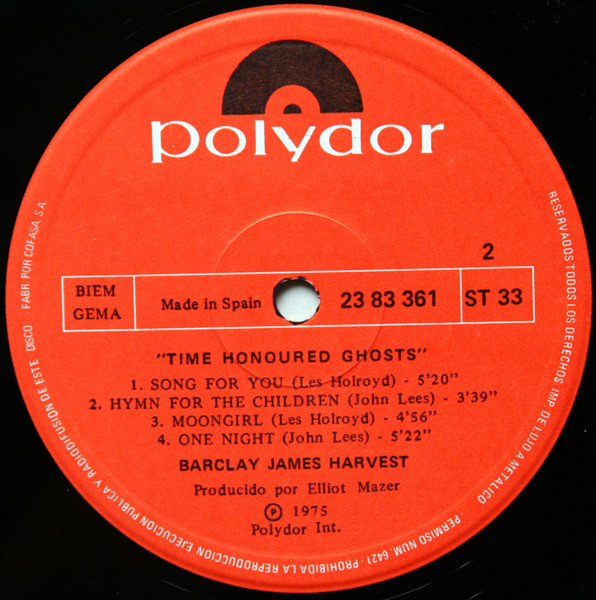 polydor
2
BIEM
GEMA
Made in Spain
23 83 361
ST 33
"TIME HONOURED GHOSTS"
1. SONG FOR YOU (Les Holroyd) - 5'20"
2. HYMN FOR THE CHILDREN (John Lees) - 3'39"
3. MOONGIRL (Les Holroyd) - 4'56"
4. ONE NIGHT (John Lees) - 5'22"
BARCLAY JAMES HARVEST
Producido por Elliot Mazer
℗ 1975
Polydor Int.
RESERVADOS TODOS LOS DERECHOS IMP. DE LUJO A METALICO - PERMISO NUM. 6421 - PROHIBIDA LA REPRODUCCION EJECUCION PUBLICA Y RADIODIFUSION DE ESTE DISCO FABR. POR COFASA, S.A.